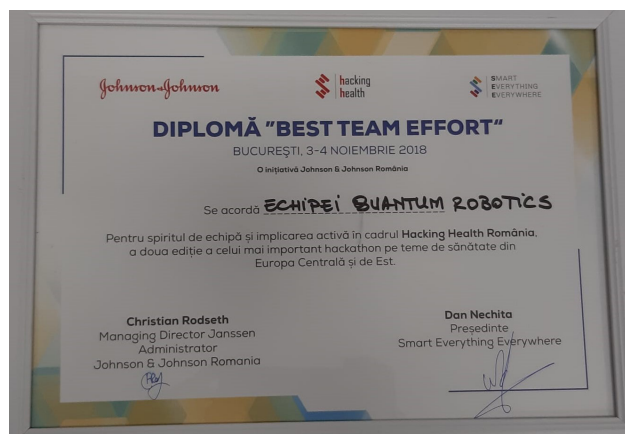 Johnson & Johnson
hacking
health
SMART
EVERYTHING
EVERYWHERE
DIPLOMĂ "BEST TEAM EFFORT"
BUCUREȘTI, 3-4 NOIEMBRIE 2018
O inițiativă Johnson & Johnson România
Se acordă ECHIPEI QUANTUM ROBOTICS
Pentru spiritul de echipă și implicarea activă în cadrul Hacking Health România,
a doua ediție a celui mai important hackathon pe teme de sănătate din
Europa Centrală și de Est.
Christian Rodseth
Managing Director Janssen
Administrator
Johnson & Johnson Romania
Dan Nechita
Președinte
Smart Everything Everywhere